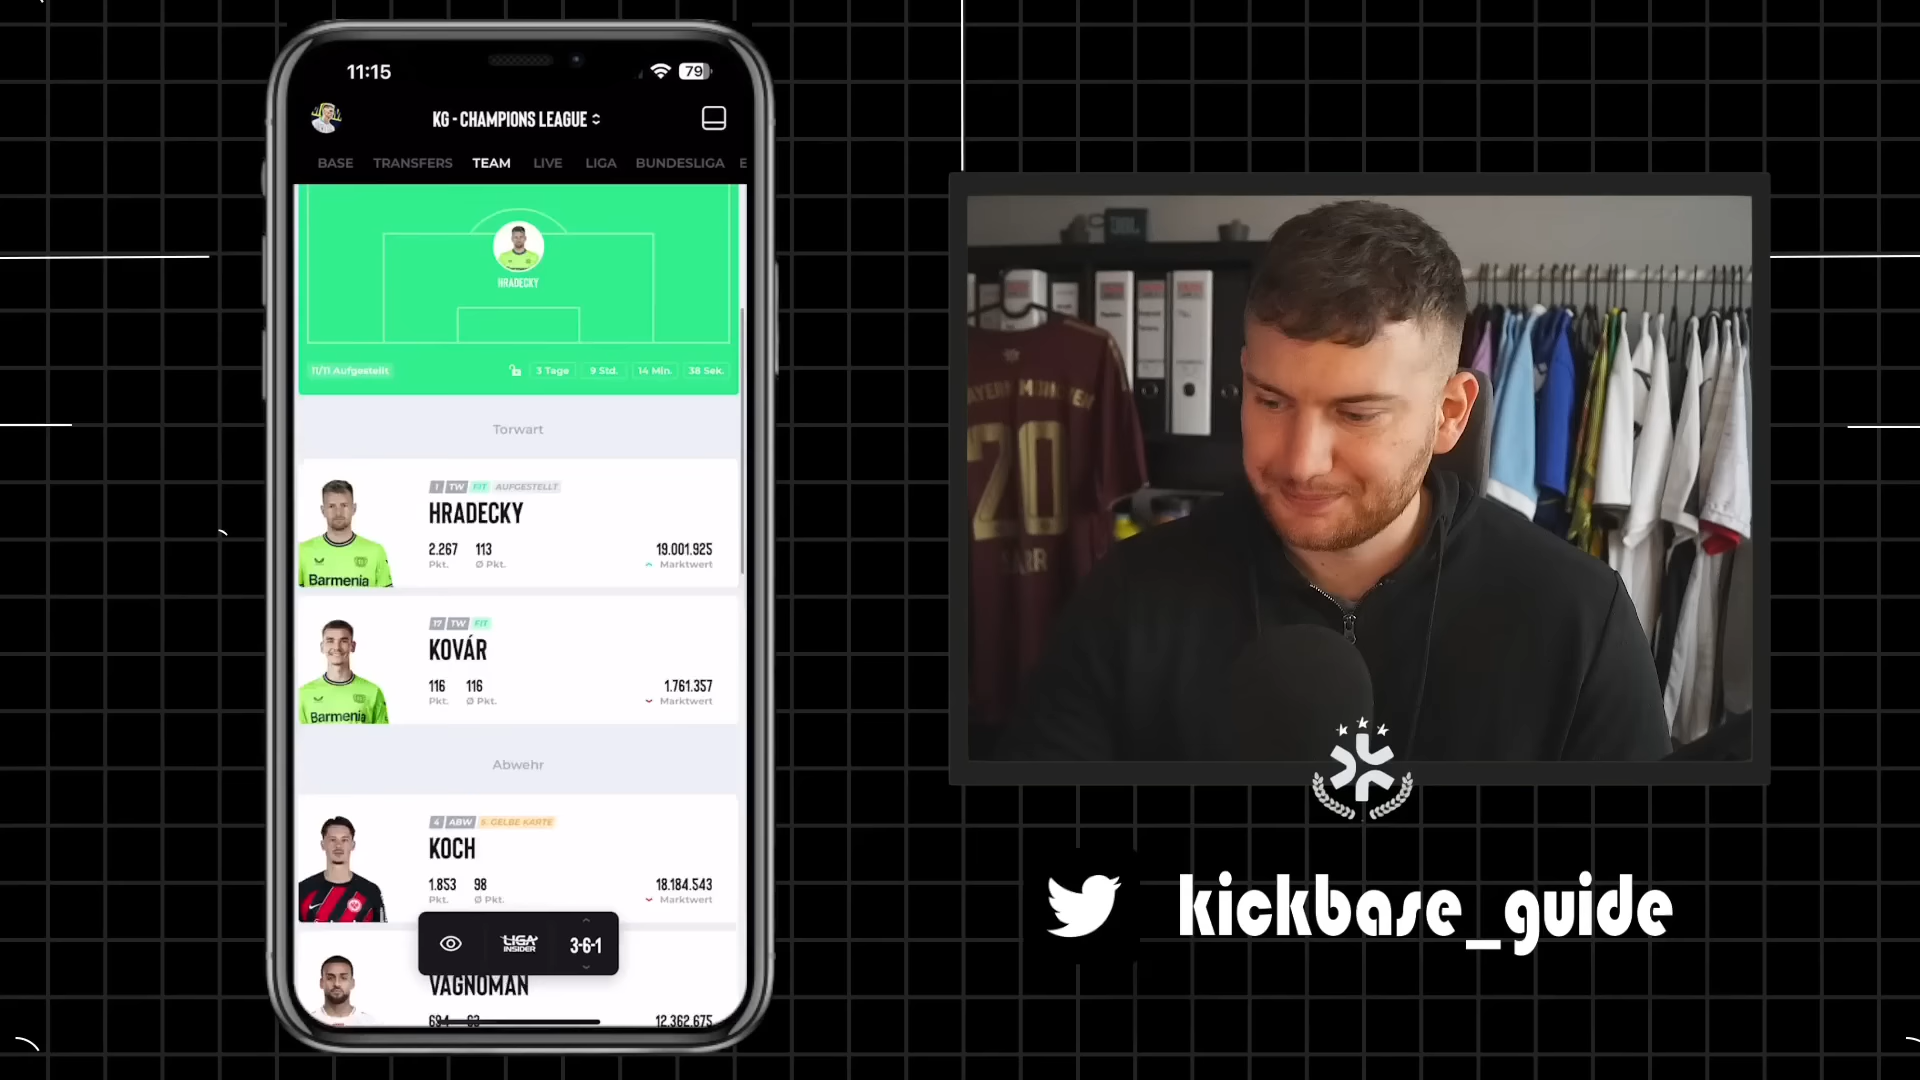 11:15
79
KG - CHAMPIONS LEAGUE
BASE TRANSFERS TEAM LIVE LIGA BUNDESLIGA E
HRADECKY
11/11 Aufgestellt 3 Tage 9 Std. 14 Min. 38 Sek.
Torwart
1 TW FIT AUFGESTELLT
HRADECKY
2.267 113 19.001.925
Pkt. Ø Pkt. Marktwert
Barmenia
17 TW FIT
KOVÁR
116 116 1.761.357
Pkt. Ø Pkt. Marktwert
Barmenia
Abwehr
4 ABW 5. GELBE KARTE
KOCH
1.853 98 18.184.543
Pkt. Ø Pkt. Marktwert
LIGA
INSIDER
3-6-1
VAGNOMAN
694 12.362.675
JBL
20
SARR
kickbase_guide